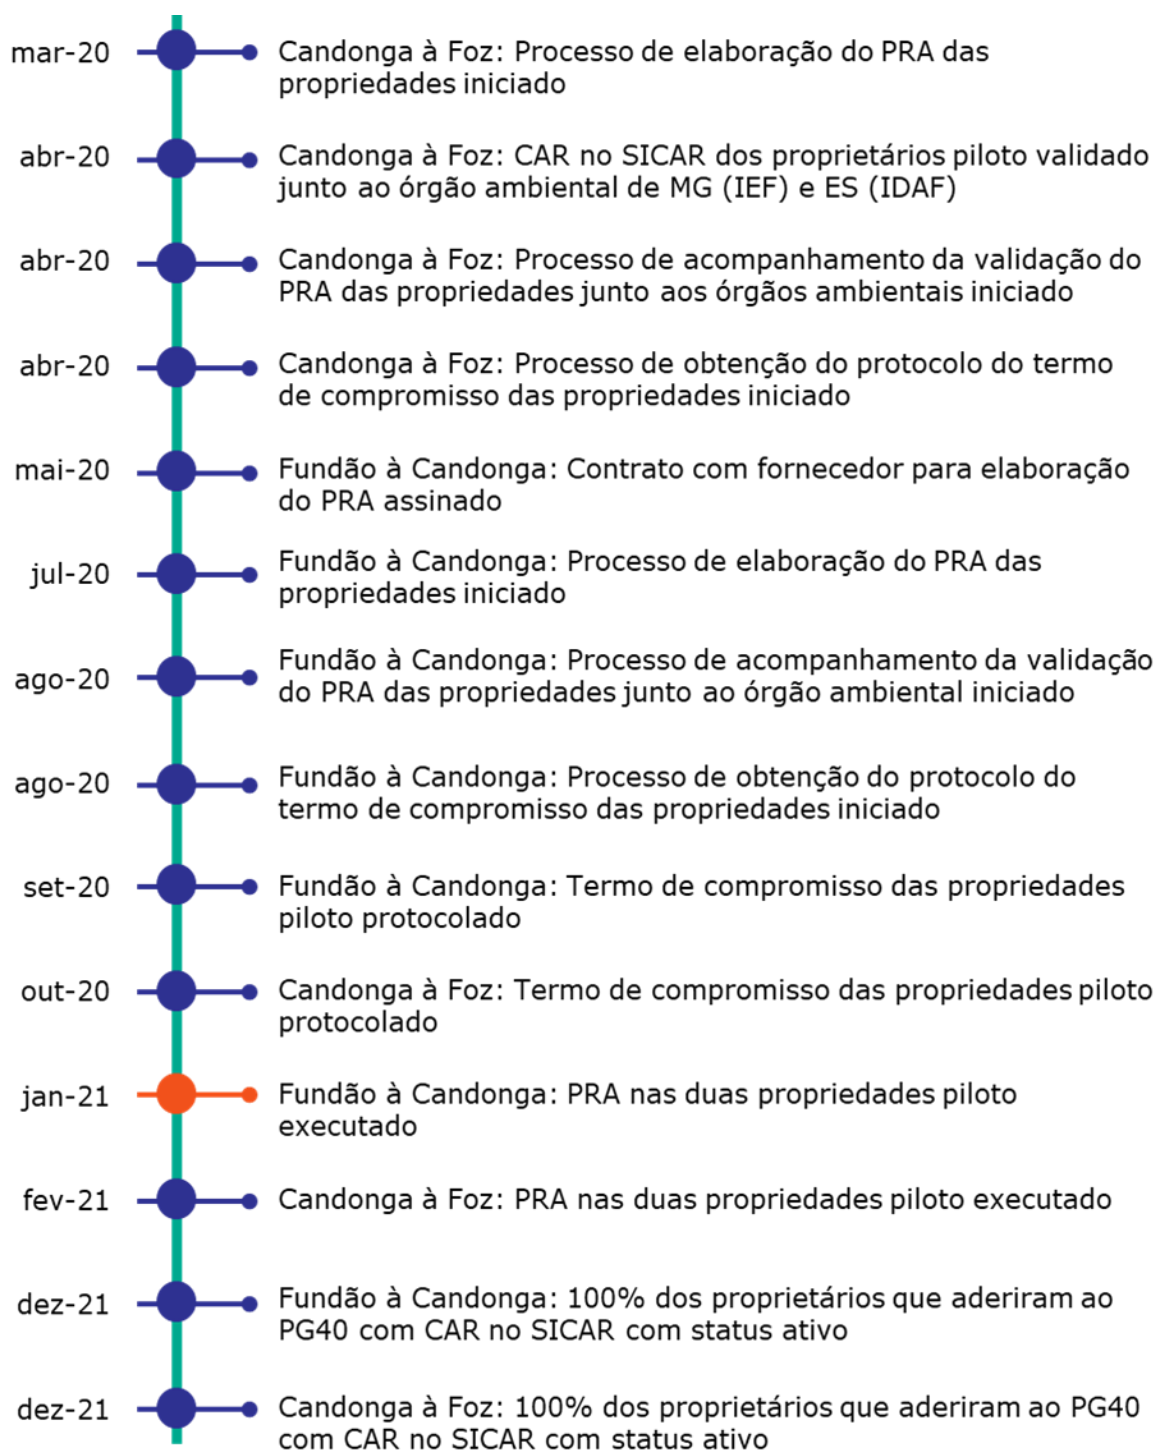 mar-20
Candonga à Foz: Processo de elaboração do PRA das
propriedades iniciado
abr-20
Candonga à Foz: CAR no SICAR dos proprietários piloto validado
junto ao órgão ambiental de MG (IEF) e ES (IDAF)
abr-20
Candonga à Foz: Processo de acompanhamento da validação do
PRA das propriedades junto aos órgãos ambientais iniciado
abr-20
Candonga à Foz: Processo de obtenção do protocolo do termo
de compromisso das propriedades iniciado
mai-20
Fundão à Candonga: Contrato com fornecedor para elaboração
do PRA assinado
jul-20
Fundão à Candonga: Processo de elaboração do PRA das
propriedades iniciado
ago-20
Fundão à Candonga: Processo de acompanhamento da validação
do PRA das propriedades junto ao órgão ambiental iniciado
ago-20
Fundão à Candonga: Processo de obtenção do protocolo do
termo de compromisso das propriedades iniciado
set-20
Fundão à Candonga: Termo de compromisso das propriedades
piloto protocolado
out-20
Candonga à Foz: Termo de compromisso das propriedades piloto
protocolado
jan-21
Fundão à Candonga: PRA nas duas propriedades piloto
executado
fev-21
Candonga à Foz: PRA nas duas propriedades piloto executado
dez-21
Fundão à Candonga: 100% dos proprietários que aderiram ao
PG40 com CAR no SICAR com status ativo
dez-21
Candonga à Foz: 100% dos proprietários que aderiram ao PG40
com CAR no SICAR com status ativo